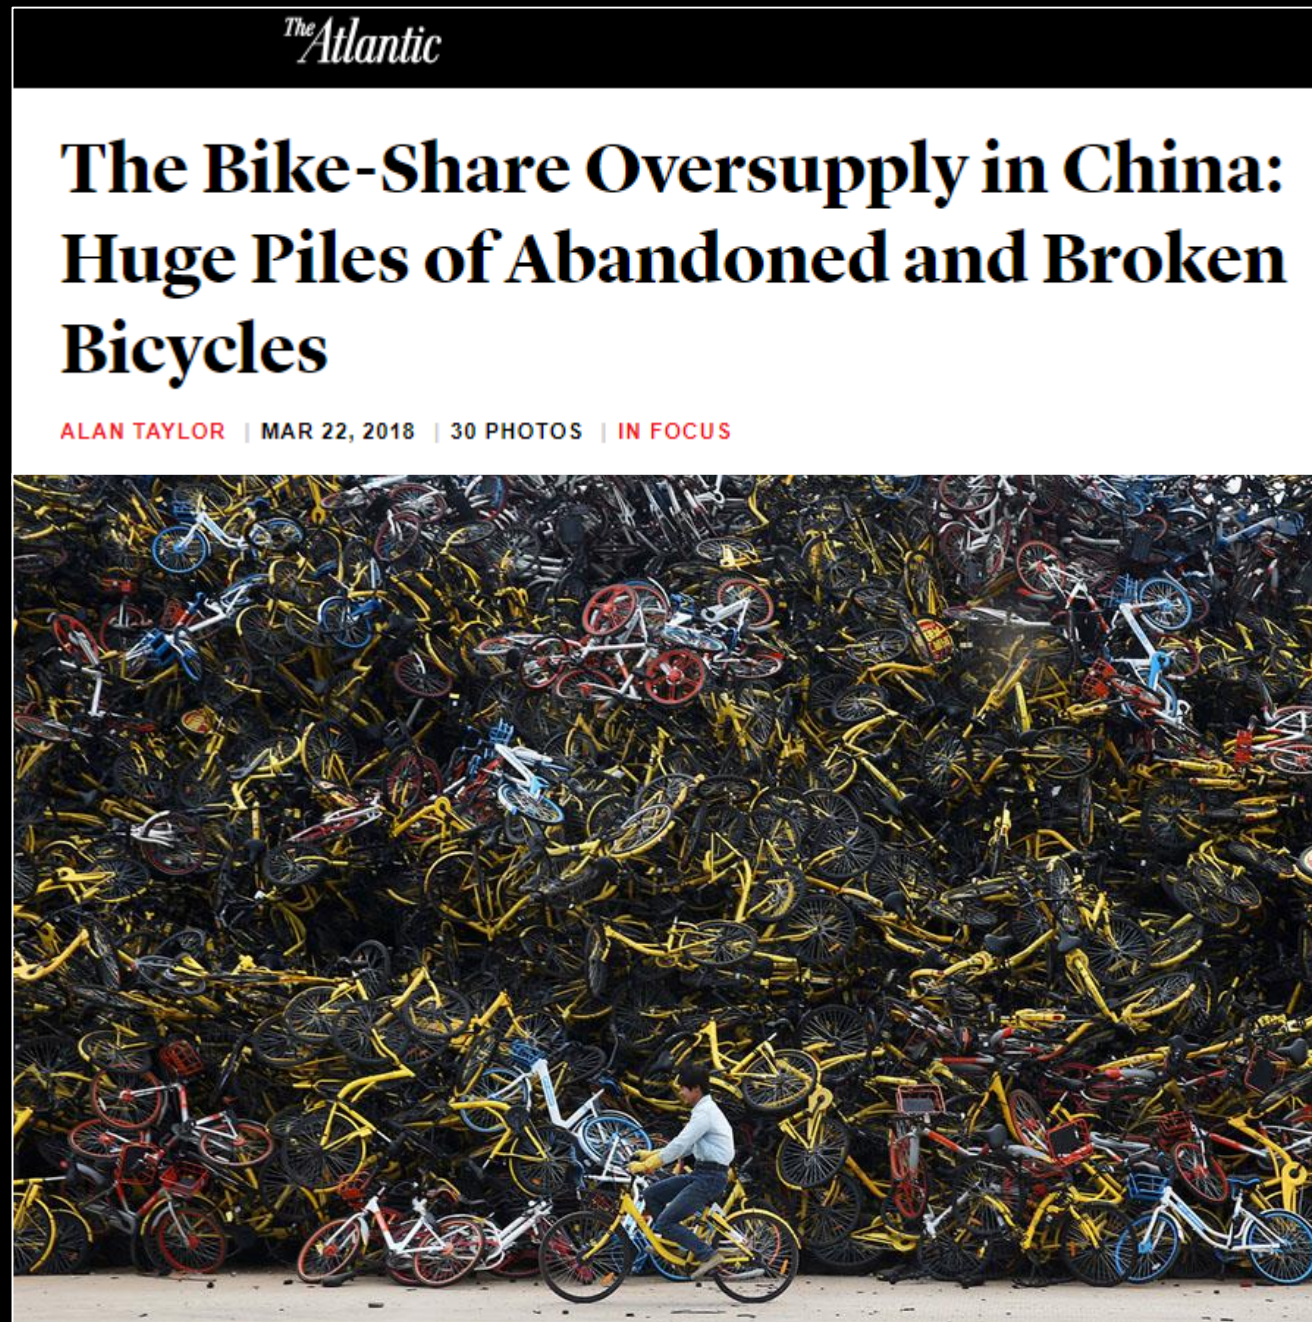 The Atlantic
The Bike-Share Oversupply in China:
Huge Piles of Abandoned and Broken
Bicycles
ALAN TAYLOR | MAR 22, 2018 | 30 PHOTOS | IN FOCUS